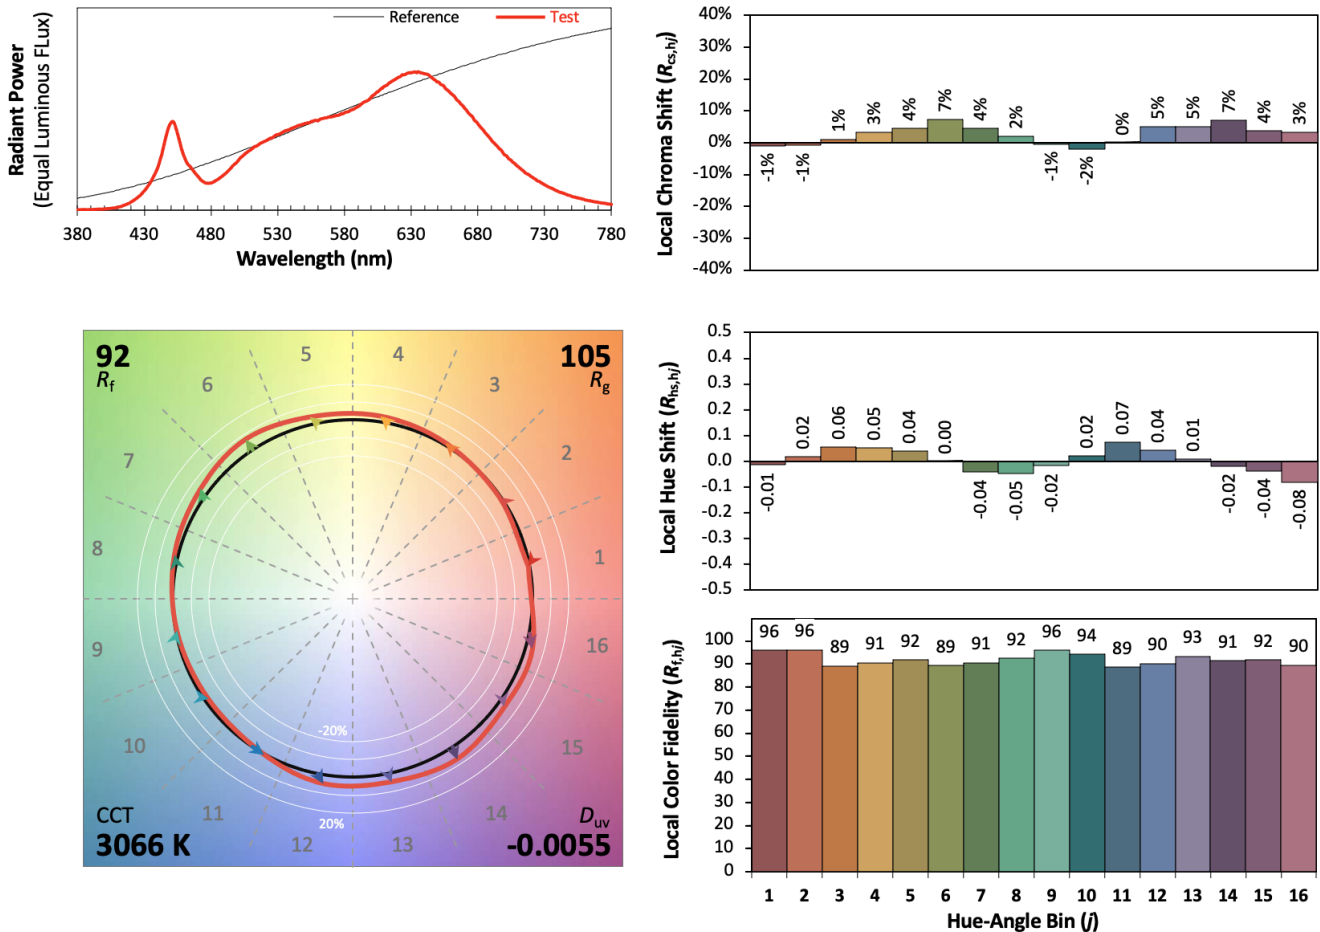 Reference
Test
Radiant Power
(Equal Luminous FLux)
380 430 480 530 580 630 680 730 780
Wavelength (nm)
40%
30%
20%
10%
0%
-10%
-20%
-30%
-40%
Local Chroma Shift (Rcs,hj)
-1% -1% 1% 3% 4% 7% 4% 2% -1% -2% 0% 5% 5% 7% 4% 3%
92
Rf
105
Rg
5 4
6 3
7 2
8 1
9 16
10 15
11 14
12 13
-20%
20%
CCT
3066 K
Duv
-0.0055
0.5
0.4
0.3
0.2
0.1
0.0
-0.1
-0.2
-0.3
-0.4
-0.5
Local Hue Shift (Rhs,hj)
-0.01 0.02 0.06 0.05 0.04 0.00 -0.04 -0.05 -0.02 0.02 0.07 0.04 0.01 -0.02 -0.04 -0.08
100
90
80
70
60
50
40
30
20
10
0
Local Color Fidelity (Rf,hj)
96 96 89 91 92 89 91 92 96 94 89 90 93 91 92 90
1 2 3 4 5 6 7 8 9 10 11 12 13 14 15 16
Hue-Angle Bin (j)